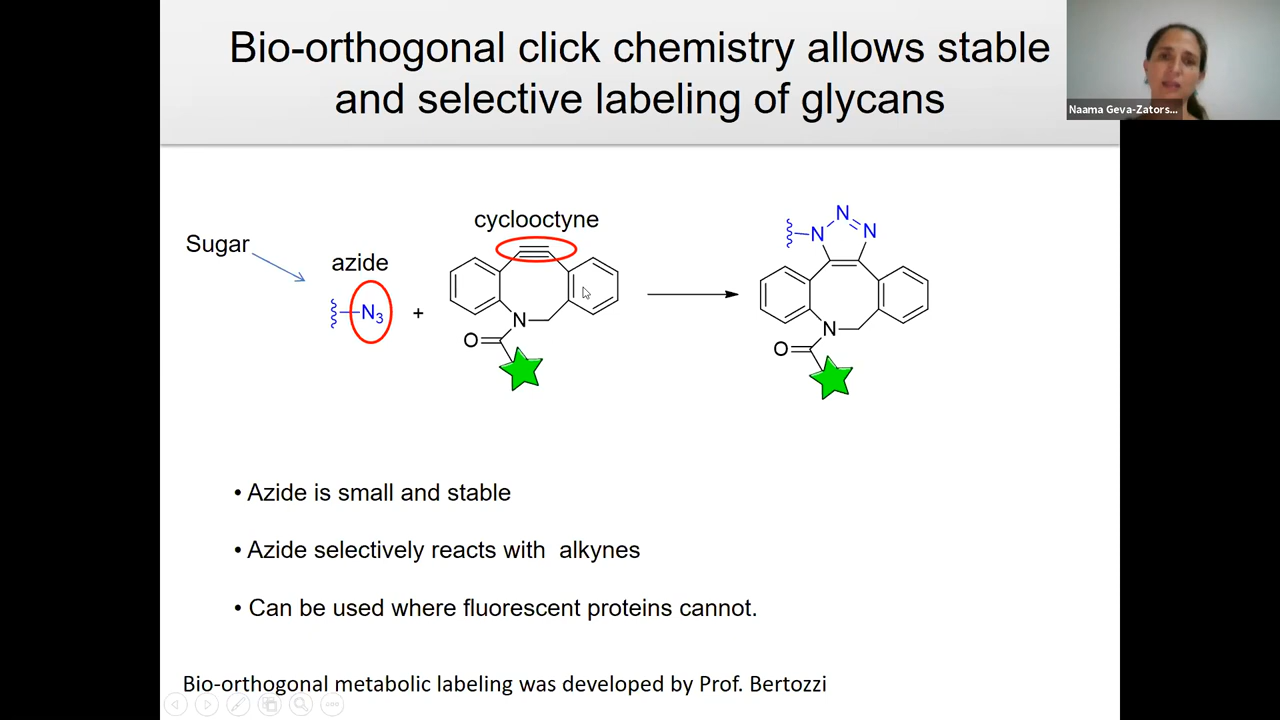 Bio-orthogonal click chemistry allows stable
and selective labeling of glycans
Naama Geva-Zators...
Sugar
azide
N3
+
cyclooctyne
N
O
N
N
N
N
O
• Azide is small and stable
• Azide selectively reacts with  alkynes
• Can be used where fluorescent proteins cannot.
Bio-orthogonal metabolic labeling was developed by Prof. Bertozzi